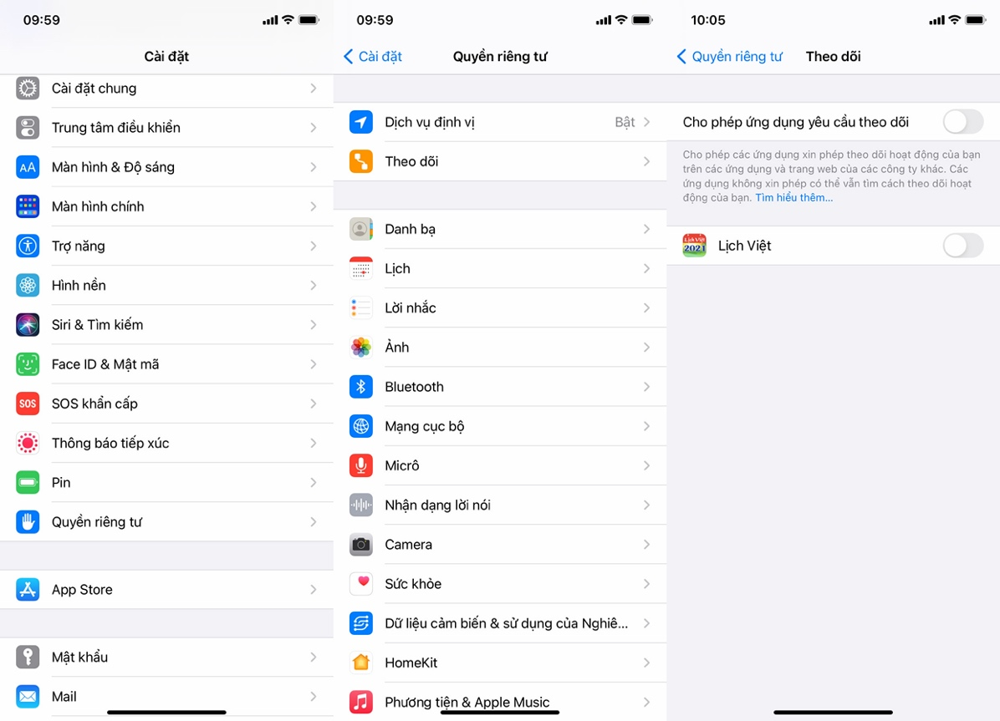 09:59
Cài đặt
Cài đặt chung
Trung tâm điều khiển
AA
Màn hình & Độ sáng
Màn hình chính
Trợ năng
Hình nền
Siri & Tìm kiếm
Face ID & Mật mã
SOS
SOS khẩn cấp
Thông báo tiếp xúc
Pin
Quyền riêng tư
App Store
Mật khẩu
Mail
09:59
Cài đặt
Quyền riêng tư
Dịch vụ định vị
Bật
Theo dõi
Danh bạ
Lịch
Lời nhắc
Ảnh
Bluetooth
Mạng cục bộ
Micrô
Nhận dạng lời nói
Camera
Sức khỏe
Dữ liệu cảm biến & sử dụng của Nghiê...
HomeKit
Phương tiện & Apple Music
10:05
Quyền riêng tư
Theo dõi
Cho phép ứng dụng yêu cầu theo dõi
Cho phép các ứng dụng xin phép theo dõi hoạt động của bạn
trên các ứng dụng và trang web của các công ty khác. Các
ứng dụng không xin phép có thể vẫn tìm cách theo dõi hoạt
động của bạn. Tìm hiểu thêm...
Lịch Việt
2021
Lịch Việt